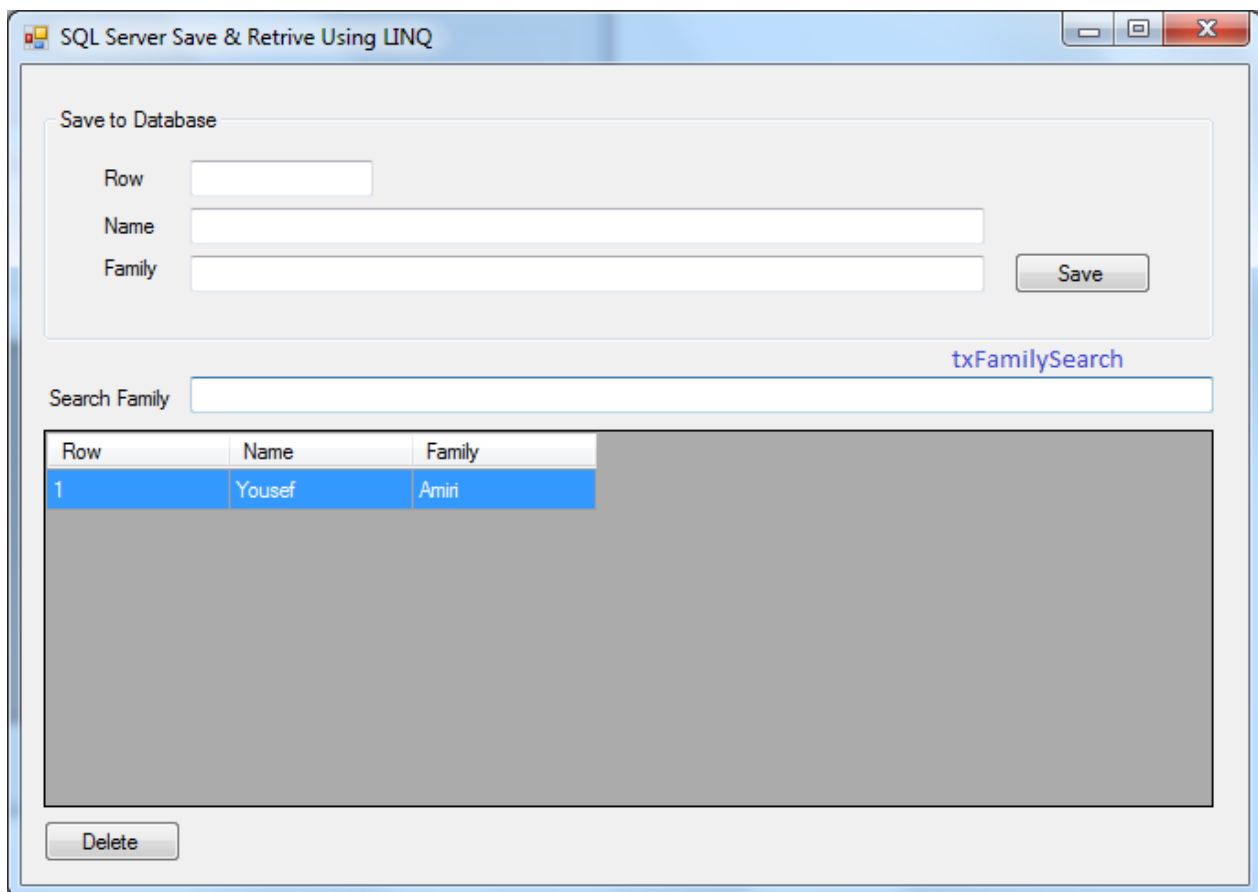 SQL Server Save & Retrive Using LINQ
Save to Database
Row
Name
Family
Save
txFamilySearch
Search Family
Row Name Family
1 Yousef Amiri
Delete